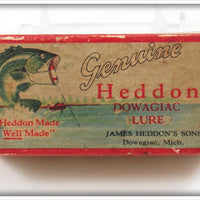 Genuine
Heddon
DOWAGIAC
LURE
"Heddon Made
Well Made"
JAMES HEDDON'S SONS
Dowagiac, Mich.